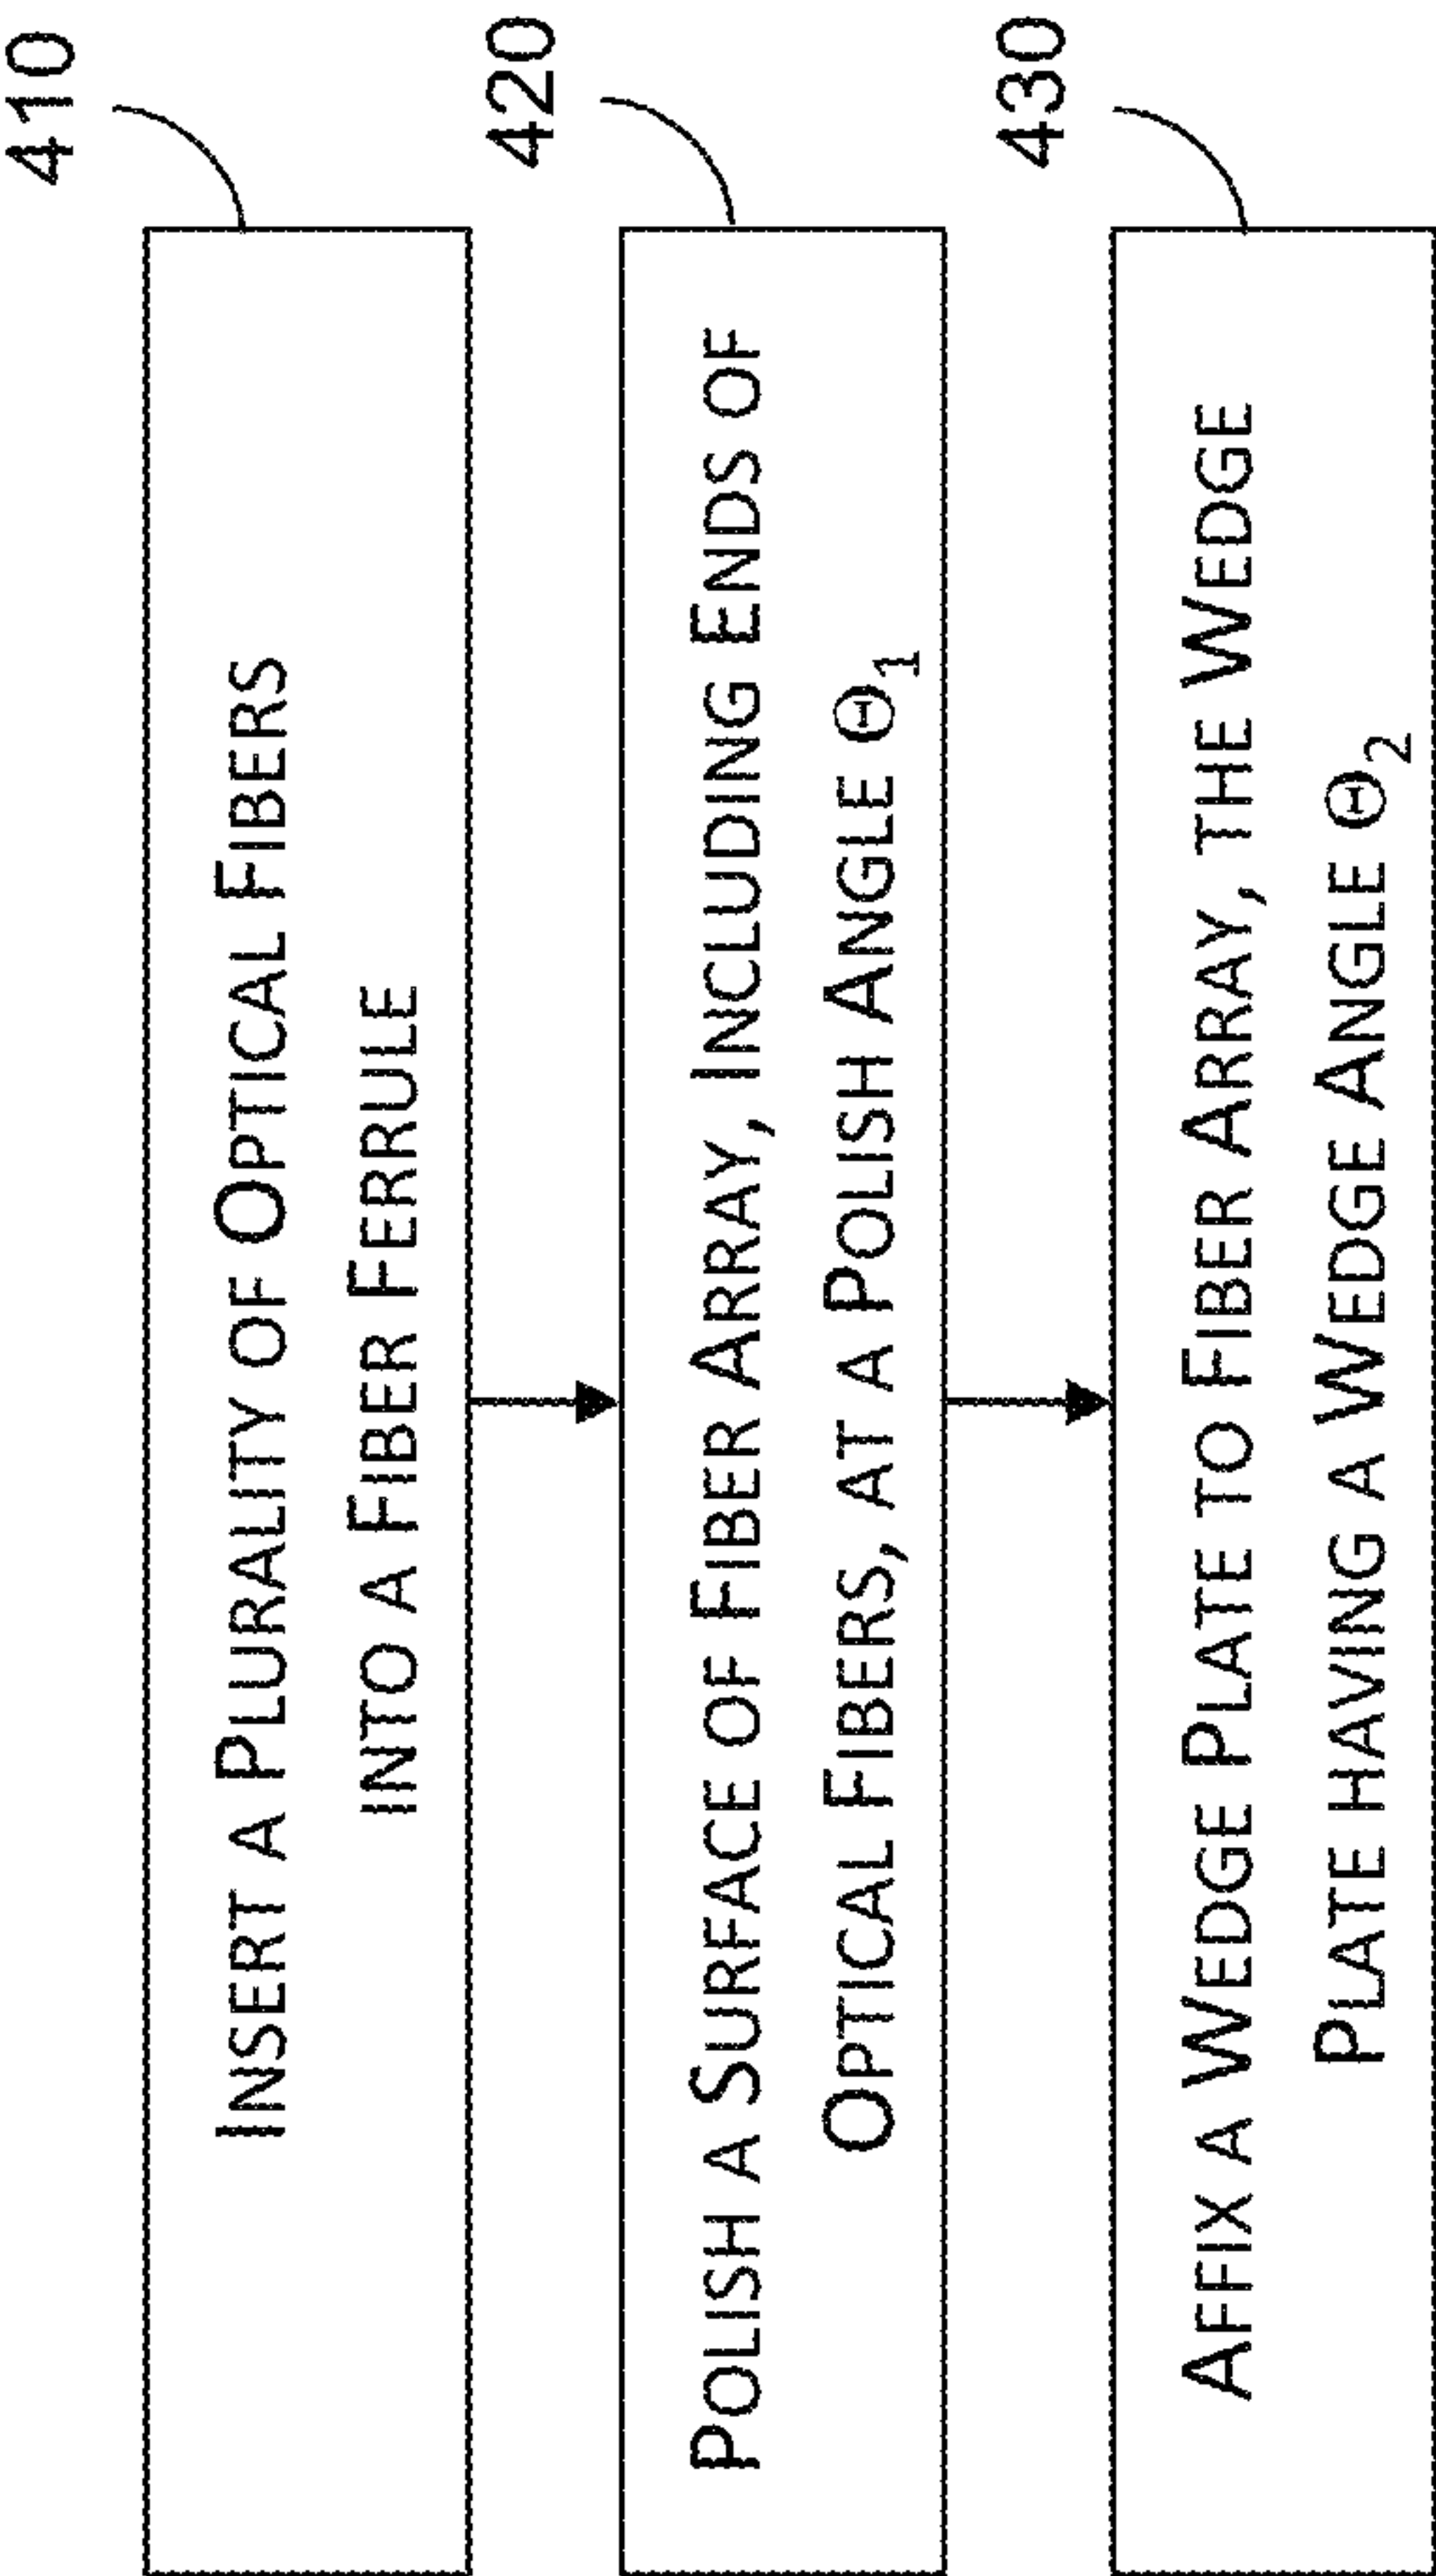 410
INSERT A PLURALITY OF OPTICAL FIBERS
INTO A FIBER FERRULE
420
POLISH A SURFACE OF FIBER ARRAY, INCLUDING ENDS OF
OPTICAL FIBERS, AT A POLISH ANGLE Θ₁
430
AFFIX A WEDGE PLATE TO FIBER ARRAY, THE WEDGE
PLATE HAVING A WEDGE ANGLE Θ₂